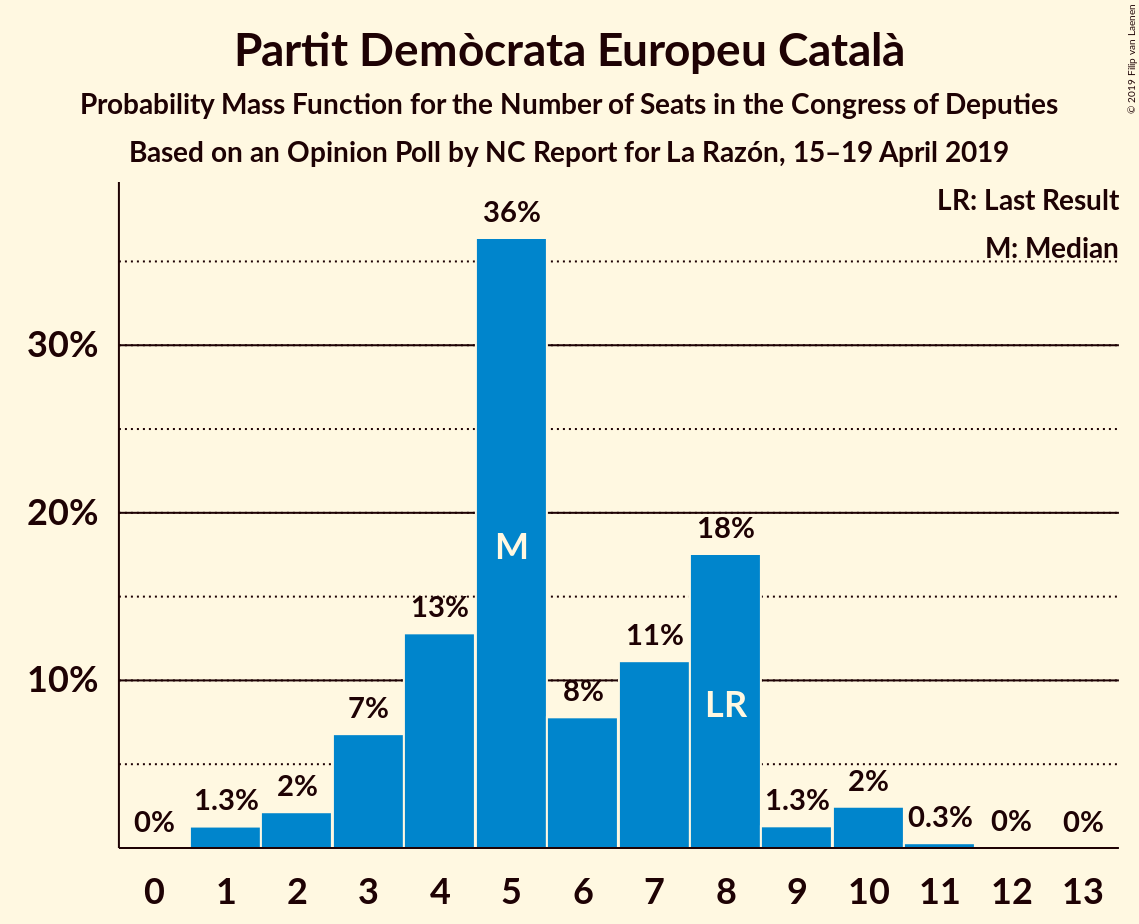 Partit Demòcrata Europeu Català
Probability Mass Function for the Number of Seats in the Congress of Deputies
Based on an Opinion Poll by NC Report for La Razón, 15–19 April 2019
© 2019 Filip van Laenen
LR: Last Result
M: Median
30%
20%
10%
0%
1.3%
2%
7%
13%
36%
8%
11%
18%
1.3%
2%
0.3%
0%
0%
M
LR
0 1 2 3 4 5 6 7 8 9 10 11 12 13